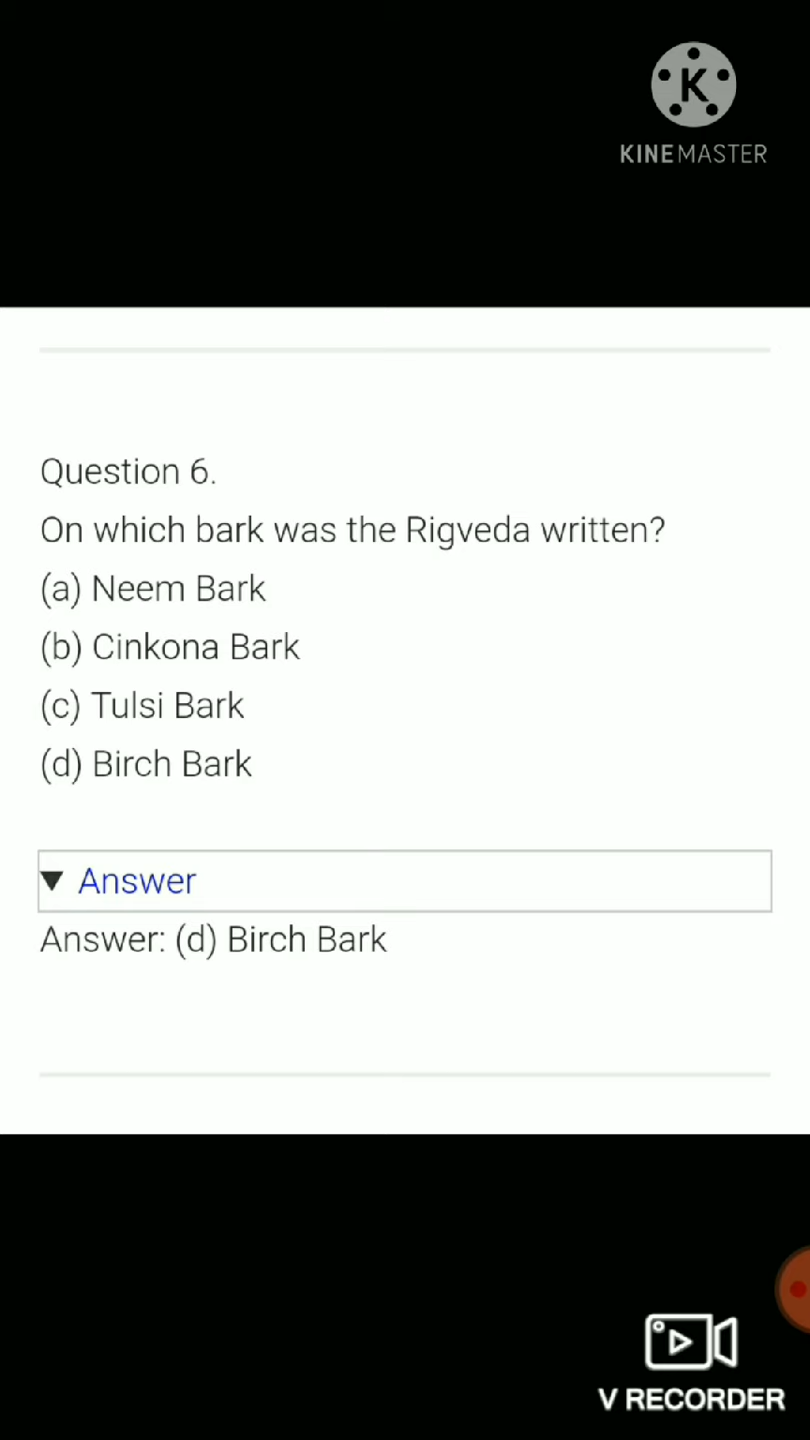 K
KINEMASTER
Question 6.
On which bark was the Rigveda written?
(a) Neem Bark
(b) Cinkona Bark
(c) Tulsi Bark
(d) Birch Bark
Answer
Answer: (d) Birch Bark
V RECORDER